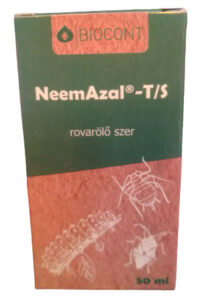 BIOCONT
NeemAzal®-T/S
rovarölő szer
50 ml